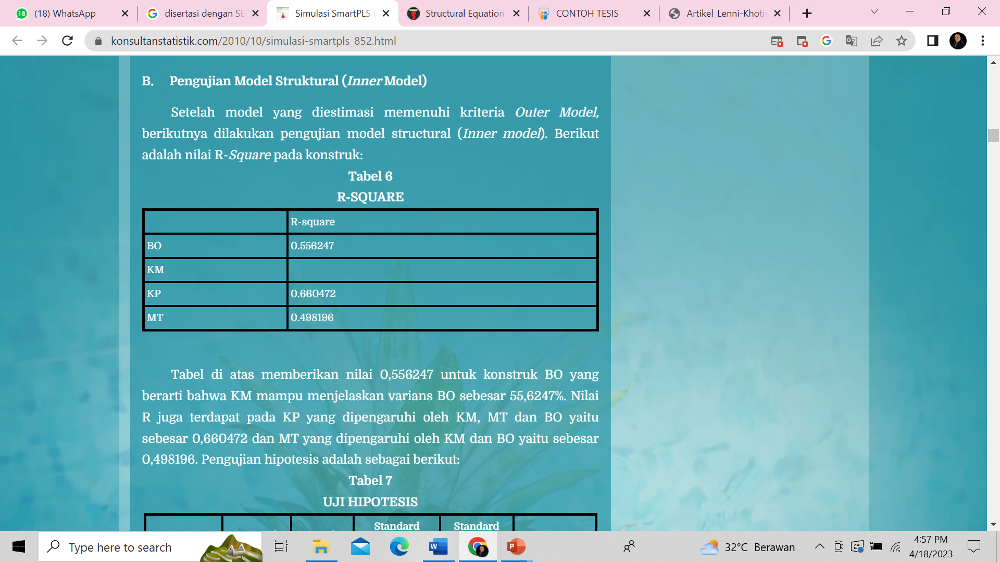 18 (18) WhatsApp
disertasi dengan SE
Simulasi SmartPLS
Structural Equation
CONTOH TESIS
Artikel_Lenni-Khoti
konsultanstatistik.com/2010/10/simulasi-smartpls_852.html
B. Pengujian Model Struktural (Inner Model)
Setelah model yang diestimasi memenuhi kriteria Outer Model,
berikutnya dilakukan pengujian model structural (Inner model). Berikut
adalah nilai R-Square pada konstruk:
Tabel 6
R-SQUARE
R-square
BO 0.556247
KM
KP 0.660472
MT 0.498196
Tabel di atas memberikan nilai 0,556247 untuk konstruk BO yang
berarti bahwa KM mampu menjelaskan varians BO sebesar 55,6247%. Nilai
R juga terdapat pada KP yang dipengaruhi oleh KM, MT dan BO yaitu
sebesar 0,660472 dan MT yang dipengaruhi oleh KM dan BO yaitu sebesar
0,498196. Pengujian hipotesis adalah sebagai berikut:
Tabel 7
UJI HIPOTESIS
Standard Standard
Type here to search
32°C Berawan
4:57 PM
4/18/2023